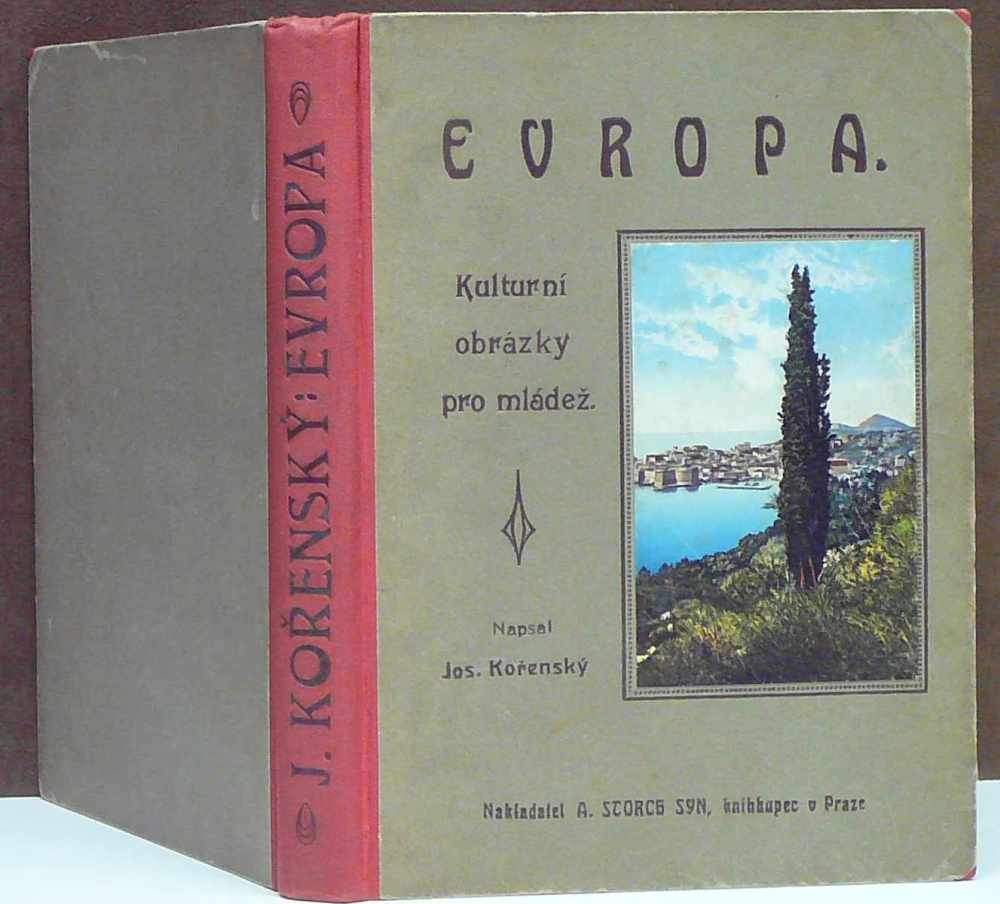 J. KOŘENSKÝ: EVROPA
EVROPA.
Kulturní
obrázky
pro mládež.
Napsal
Jos. Kořenský
Nakladatel A. STORCH SYN, knihkupec v Praze